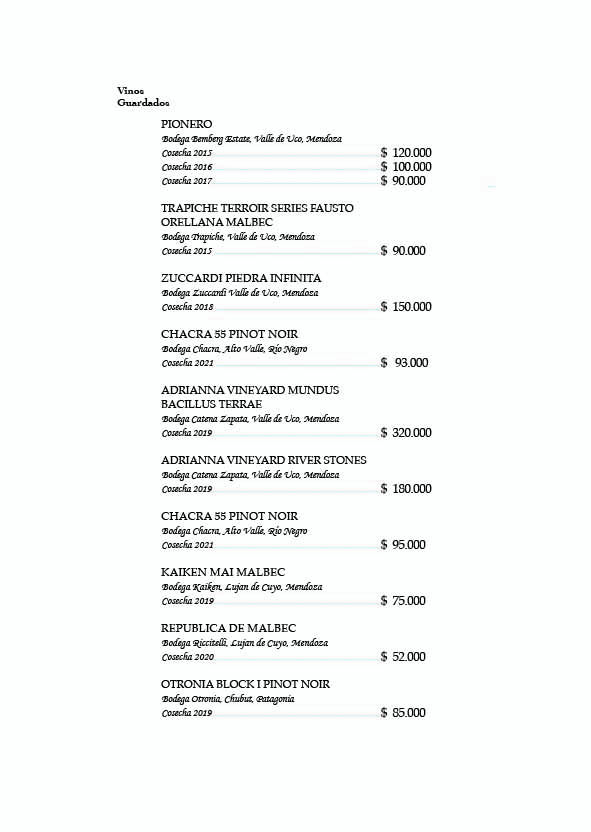 Vinos
Guardados
PIONERO
Bodega Bemberg Estate, Valle de Uco, Mendoza
Cosecha 2015 $ 120.000
Cosecha 2016 $ 100.000
Cosecha 2017 $ 90.000
TRAPICHE TERROIR SERIES FAUSTO
ORELLANA MALBEC
Bodega Trapiche, Valle de Uco, Mendoza
Cosecha 2015 $ 90.000
ZUCCARDI PIEDRA INFINITA
Bodega Zuccardi Valle de Uco, Mendoza
Cosecha 2018 $ 150.000
CHACRA 55 PINOT NOIR
Bodega Chacra, Alto Valle, Río Negro
Cosecha 2021 $ 93.000
ADRIANNA VINEYARD MUNDUS
BACILLUS TERRAE
Bodega Catena Zapata, Valle de Uco, Mendoza
Cosecha 2019 $ 320.000
ADRIANNA VINEYARD RIVER STONES
Bodega Catena Zapata, Valle de Uco, Mendoza
Cosecha 2019 $ 180.000
CHACRA 55 PINOT NOIR
Bodega Chacra, Alto Valle, Río Negro
Cosecha 2021 $ 95.000
KAIKEN MAI MALBEC
Bodega Kaiken, Lujan de Cuyo, Mendoza
Cosecha 2019 $ 75.000
REPUBLICA DE MALBEC
Bodega Riccitelli, Lujan de Cuyo, Mendoza
Cosecha 2020 $ 52.000
OTRONIA BLOCK I PINOT NOIR
Bodega Otronia, Chubut, Patagonia
Cosecha 2019 $ 85.000